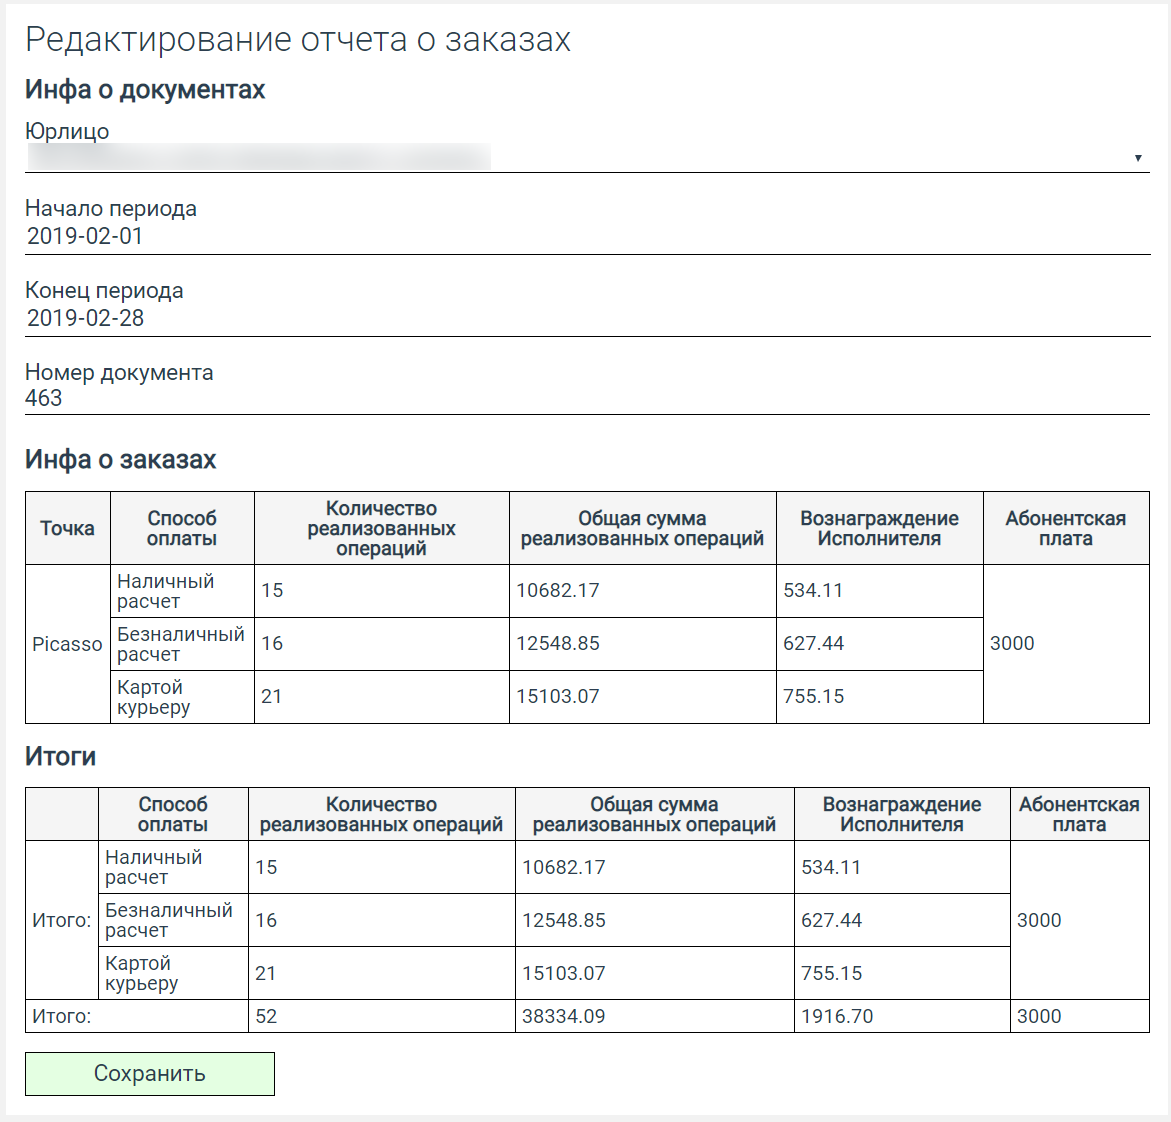 Редактирование отчета о заказах
Инфа о документах
Юрлицо
Начало периода
2019-02-01
Конец периода
2019-02-28
Номер документа
463
Инфа о заказах
Точка
Способ
оплаты
Количество
реализованных
операций
Общая сумма
реализованных операций
Вознаграждение
Исполнителя
Абонентская
плата
Picasso
Наличный
расчет
15
10682.17
534.11
3000
Безналичный
расчет
16
12548.85
627.44
Картой
курьеру
21
15103.07
755.15
Итоги
Способ
оплаты
Количество
реализованных операций
Общая сумма
реализованных операций
Вознаграждение
Исполнителя
Абонентская
плата
Итого:
Наличный
расчет
15
10682.17
534.11
3000
Безналичный
расчет
16
12548.85
627.44
Картой
курьеру
21
15103.07
755.15
Итого:
52
38334.09
1916.70
3000
Сохранить